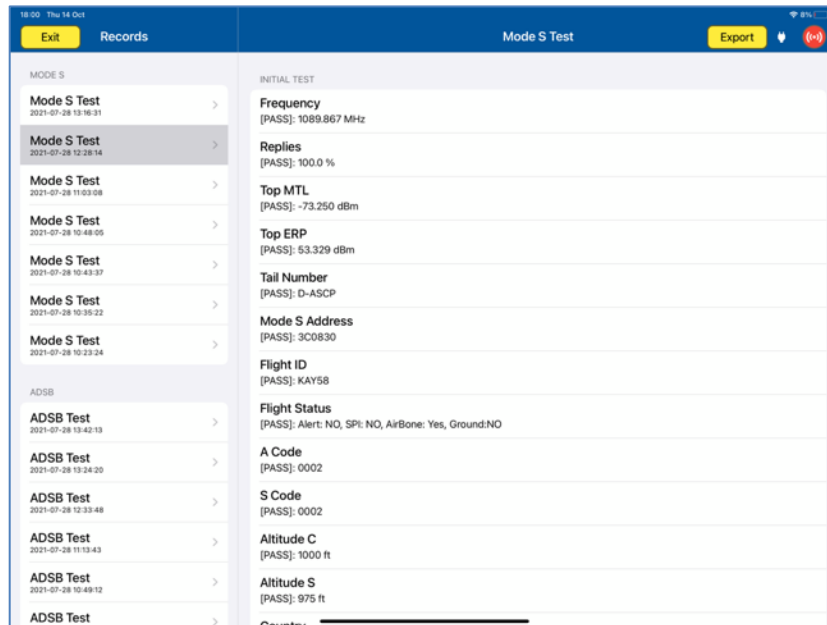 18:00 Thu 14 Oct
8%
Exit
Records
Mode S Test
Export
MODE S
Mode S Test
2021-07-28 13:16:31
Mode S Test
2021-07-28 12:28:14
Mode S Test
2021-07-28 11:03:08
Mode S Test
2021-07-28 10:48:05
Mode S Test
2021-07-28 10:43:37
Mode S Test
2021-07-28 10:35:22
Mode S Test
2021-07-28 10:23:24
ADSB
ADSB Test
2021-07-28 13:42:13
ADSB Test
2021-07-28 13:24:20
ADSB Test
2021-07-28 12:33:48
ADSB Test
2021-07-28 11:13:43
ADSB Test
2021-07-28 10:49:12
ADSB Test
INITIAL TEST
Frequency
[PASS]: 1089.867 MHz
Replies
[PASS]: 100.0 %
Top MTL
[PASS]: -73.250 dBm
Top ERP
[PASS]: 53.329 dBm
Tail Number
[PASS]: D-ASCP
Mode S Address
[PASS]: 3C0830
Flight ID
[PASS]: KAY58
Flight Status
[PASS]: Alert: NO, SPI: NO, AirBone: Yes, Ground:NO
A Code
[PASS]: 0002
S Code
[PASS]: 0002
Altitude C
[PASS]: 1000 ft
Altitude S
[PASS]: 975 ft
Country